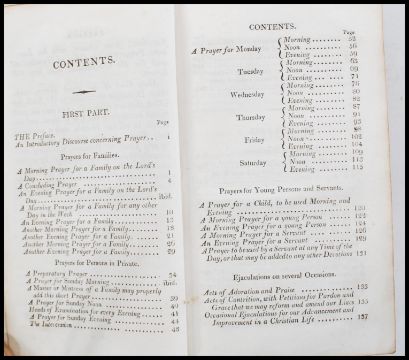 CONTENTS.
FIRST PART.
Page
THE Preface.
An Introductory Discourse concerning Prayer . . i
Prayers for Families.
A Morning Prayer for a Family on the Lord's
Day . . . . . . . . 1
A Concluding Prayer . . . . . . . . 4
An Evening Prayer for a Family on the Lord's
Day . . . . . . . . ibid.
A Morning Prayer for a Family for any other
Day in the Week . . . . . . . . 10
An Evening Prayer for a Family . . . . . . 13
Another Morning Prayer for a Family . . . . . . 18
Another Evening Prayer for a Family . . . . . . 21
Another Morning Prayer for a Family . . . . . .
Another Evening Prayer for a Family . . . . . . 29
Prayers for Persons in Private.
A Preparatory Prayer . . . . . . . . 34
A Prayer for Sunday Morning . . . . . . ibid.
A Master or Mistress of a Family may properly
add this short Prayer . . . . . . . . 39
A Prayer for Sunday Noon . . . . . . . . 40
Heads of Examination for every Evening . . . . 43
A Prayer for Sunday Evening . . . . . . 44
The Intercession . . . . . . . .
CONTENTS.
Page
A Prayer for Monday { Morning . . . . . . 52
Noon . . . . . . 56
Evening . . . . . . 59
Tuesday { Morning . . . . . . 63
Noon . . . . . . 69
Evening . . . . . . 71
Wednesday { Morning . . . . . . 76
Noon . . . . . . 80
Evening . . . . . . 82
Thursday { Morning . . . . . . 87
Noon . . . . . . 91
Evening . . . . . . 93
Friday { Morning . . . . . . 98
Noon . . . . . . 102
Evening . . . . . . 104
Saturday { Morning . . . . . . 109
Noon . . . . . . 113
Evening . . . . . . 115
Prayers for Young Persons and Servants.
A Prayer for a Child, to be used Morning and
Evening . . . . . . . . 120
A Morning Prayer for a young Person . . . . 122
An Evening Prayer for a young Person . . . . 124
A Morning Prayer for a Servant . . . . . . 126
An Evening Prayer for a Servant . . . . . . 129
A Prayer to be used by a Servant at any Time of the
Day, or that may be added to any other Devotions 131
Ejaculations on several Occasions.
Acts of Adoration and Praise . . . . . . 133
Acts of Contrition, with Petitions for Pardon and
Grace that we may reform and amend our Lives 135
Occasional Ejaculations for our Advancement and
Improvement in a Christian Life . . . . . . 137